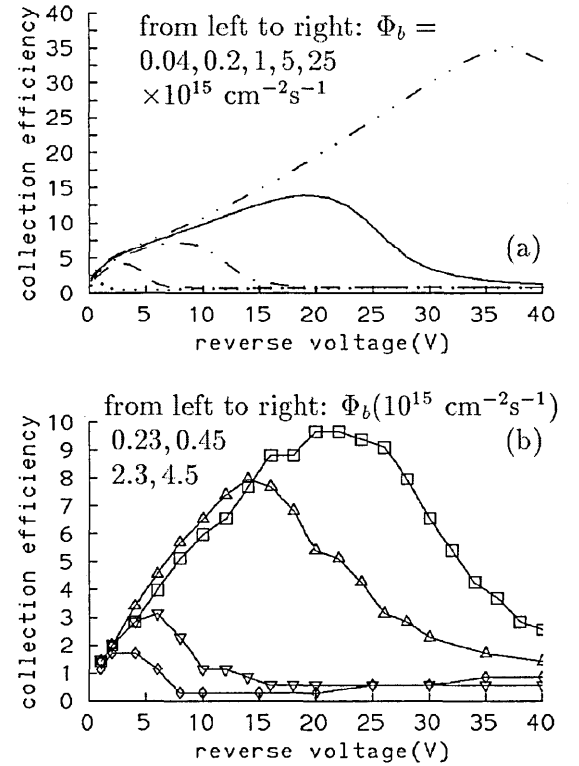 from left to right: Φb =
0.04, 0.2, 1, 5, 25
×10^15 cm^−2s^−1
40
35
30
25
20
15
10
5
0
collection efficiency
(a)
0 5 10 15 20 25 30 35 40
reverse voltage(V)
from left to right: Φb(10^15 cm^−2s^−1)
0.23, 0.45
2.3, 4.5
(b)
10
9
8
7
6
5
4
3
2
1
0
collection efficiency
0 5 10 15 20 25 30 35 40
reverse voltage(V)